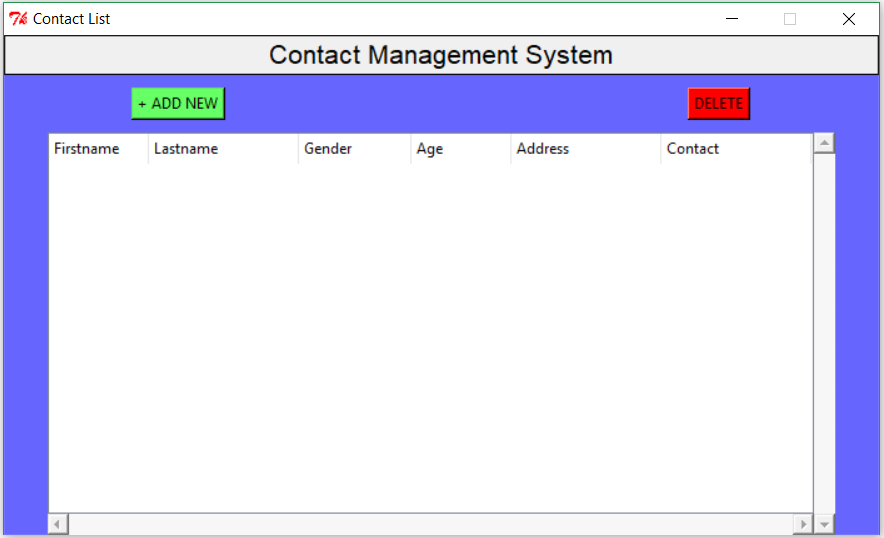 Contact List
Contact Management System
+ ADD NEW DELETE
Firstname Lastname Gender Age Address Contact